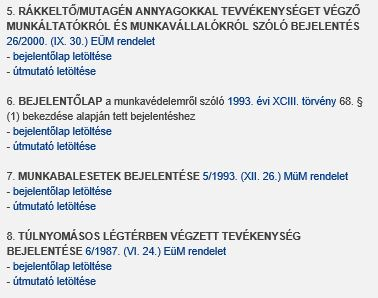 5. RÁKKELTŐ/MUTAGÉN ANNYAGOKKAL TEVVÉKENYSÉGET VÉGZŐ
MUNKÁLTATÓKRÓL ÉS MUNKAVÁLLALÓKRÓL SZÓLÓ BEJELENTÉS
26/2000. (IX. 30.) EÜM rendelet
- bejelentőlap letöltése
- útmutató letöltése
6. BEJELENTŐLAP a munkavédelemről szóló 1993. évi XCIII. törvény 68. §
(1) bekezdése alapján tett bejelentéshez
- bejelentőlap letöltése
- útmutató letöltése
7. MUNKABALESETEK BEJELENTÉSE 5/1993. (XII. 26.) MüM rendelet
- bejelentőlap letöltése
- útmutató letöltése
8. TÚLNYOMÁSOS LÉGTÉRBEN VÉGZETT TEVÉKENYSÉG
BEJELENTÉSE 6/1987. (VI. 24.) EüM rendelet
- bejelentőlap letöltése
- útmutató letöltése